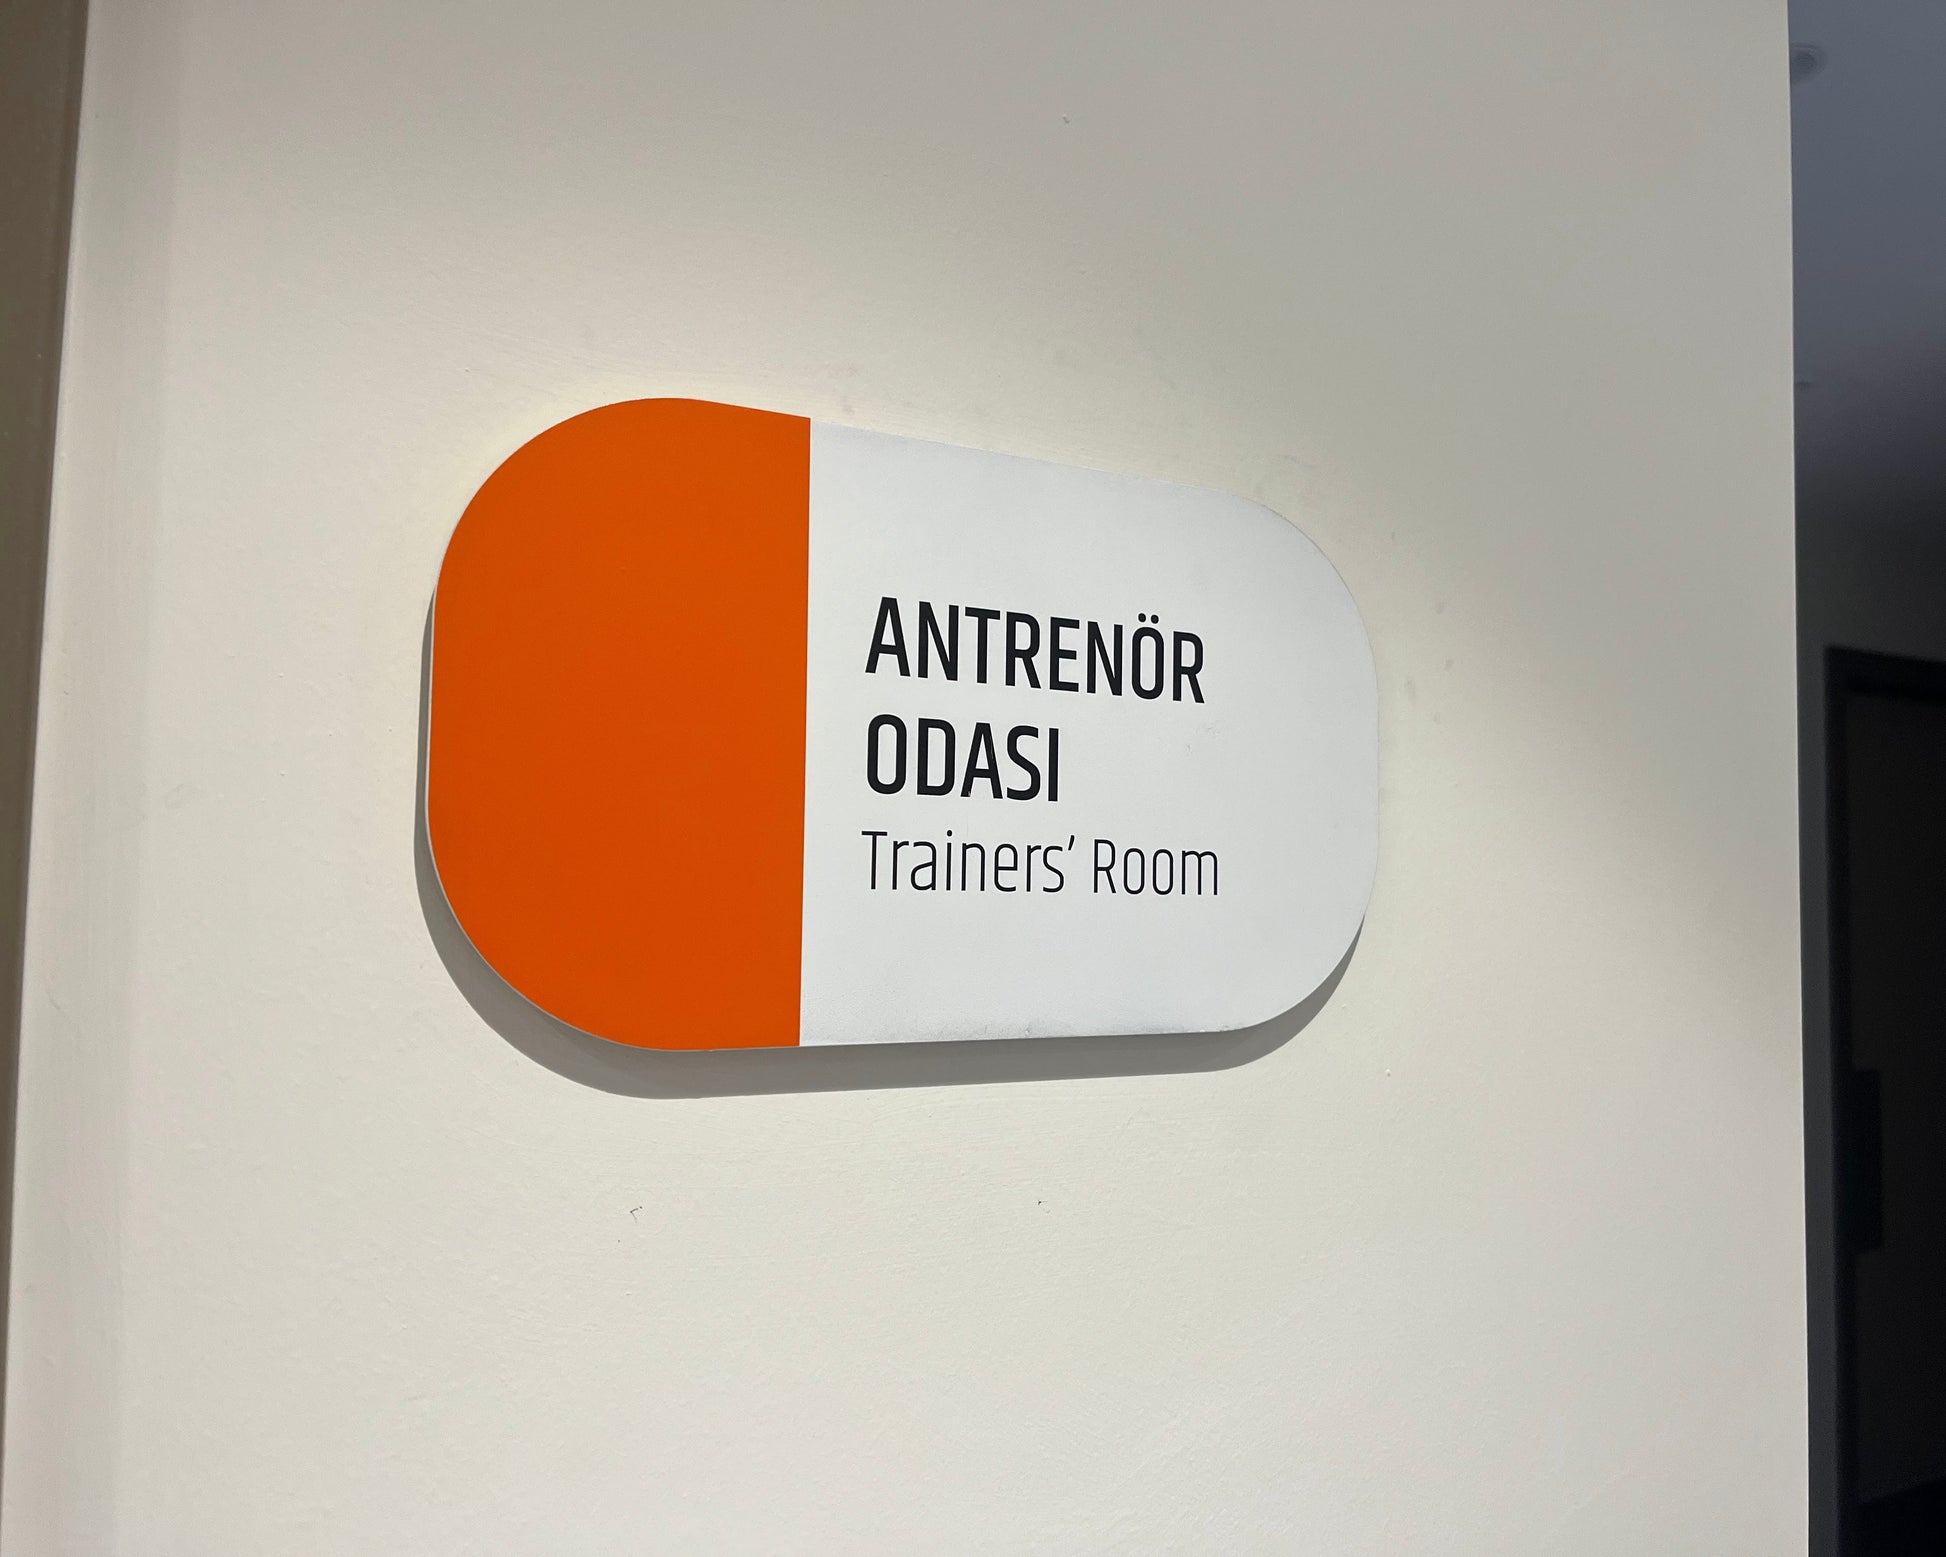 ANTRENÖR
ODASI
Trainers’ Room